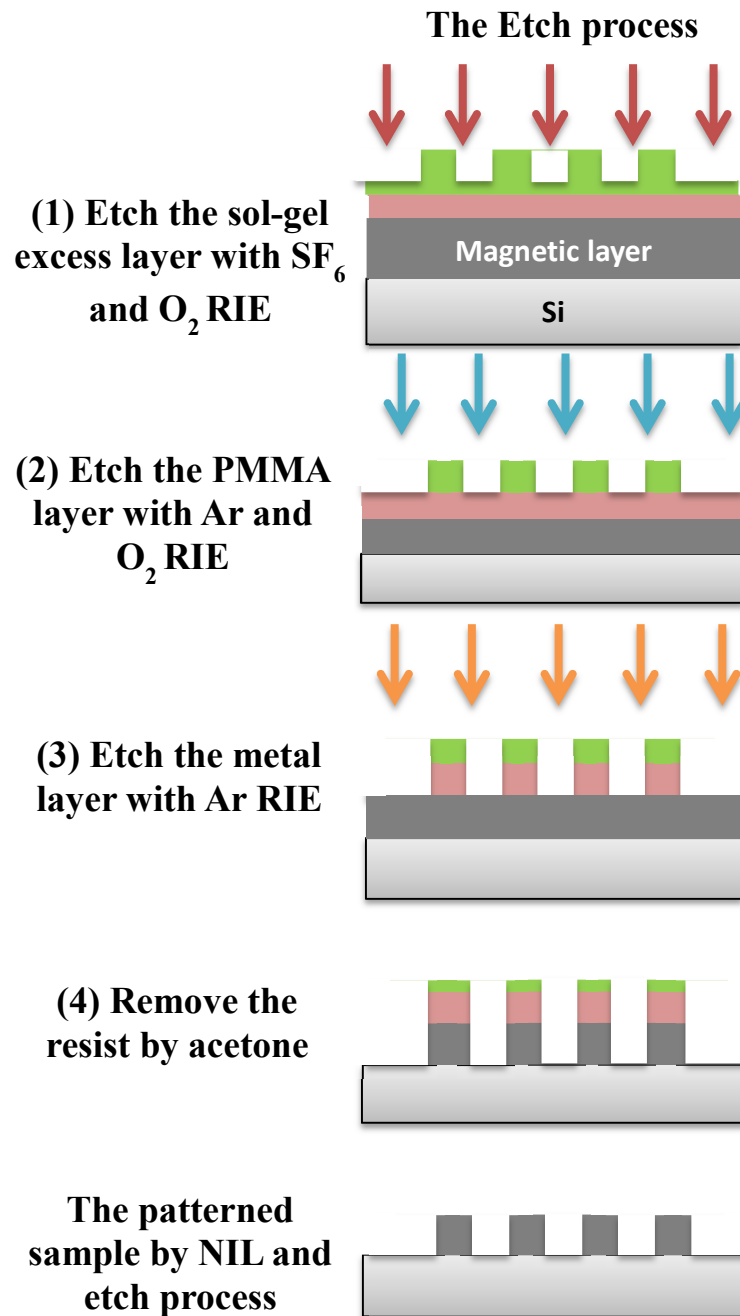 The Etch process
(1) Etch the sol-gel
excess layer with SF₆
and O₂ RIE
Magnetic layer
Si
(2) Etch the PMMA
layer with Ar and
O₂ RIE
(3) Etch the metal
layer with Ar RIE
(4) Remove the
resist by acetone
The patterned
sample by NIL and
etch process